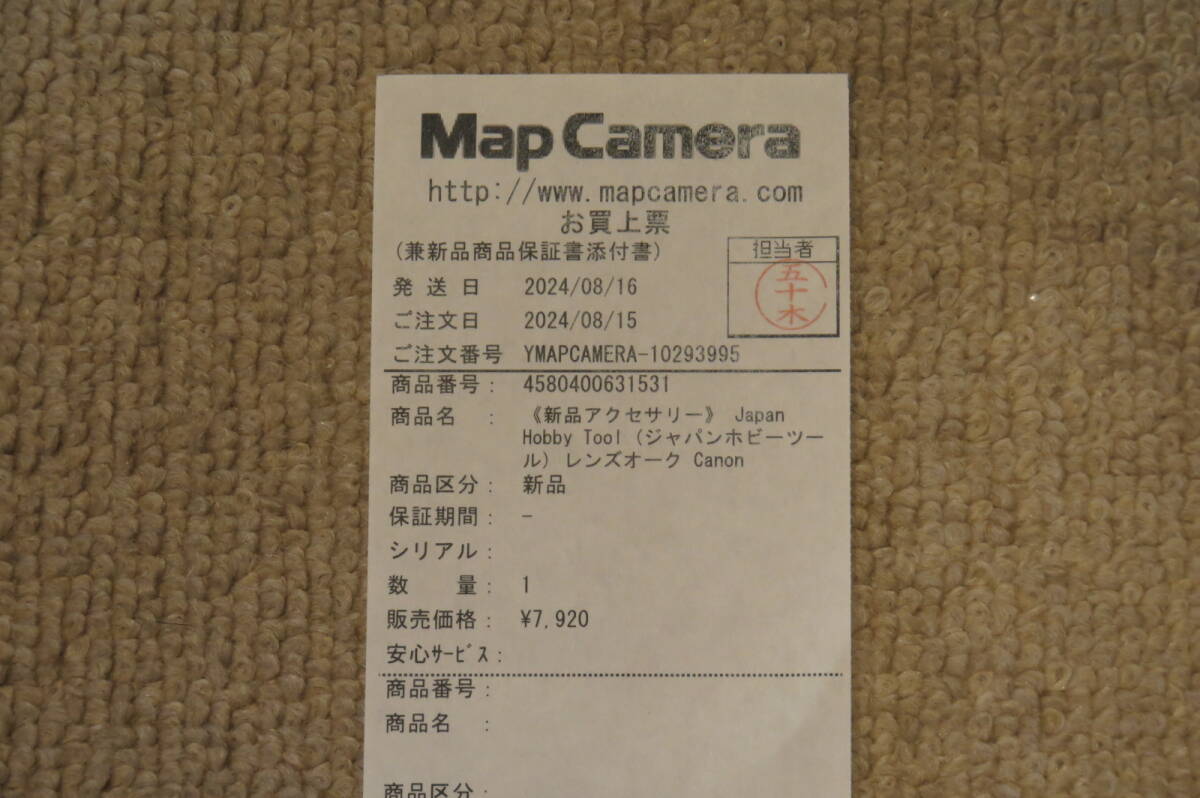 Map Camera
http://www.mapcamera.com
お買上票
(兼新品商品保証書添付書)
担当者
五十木
発 送 日 2024/08/16
ご注文日 2024/08/15
ご注文番号 YMAPCAMERA-10293995
商品番号： 4580400631531
商品名 ： 《新品アクセサリー》 Japan
Hobby Tool (ジャパンホビーツー
ル) レンズオーク Canon
商品区分： 新品
保証期間： -
シリアル：
数 量： 1
販売価格： ¥7,920
安心ｻｰﾋﾞｽ：
商品番号：
商品名 ：
商品区分：